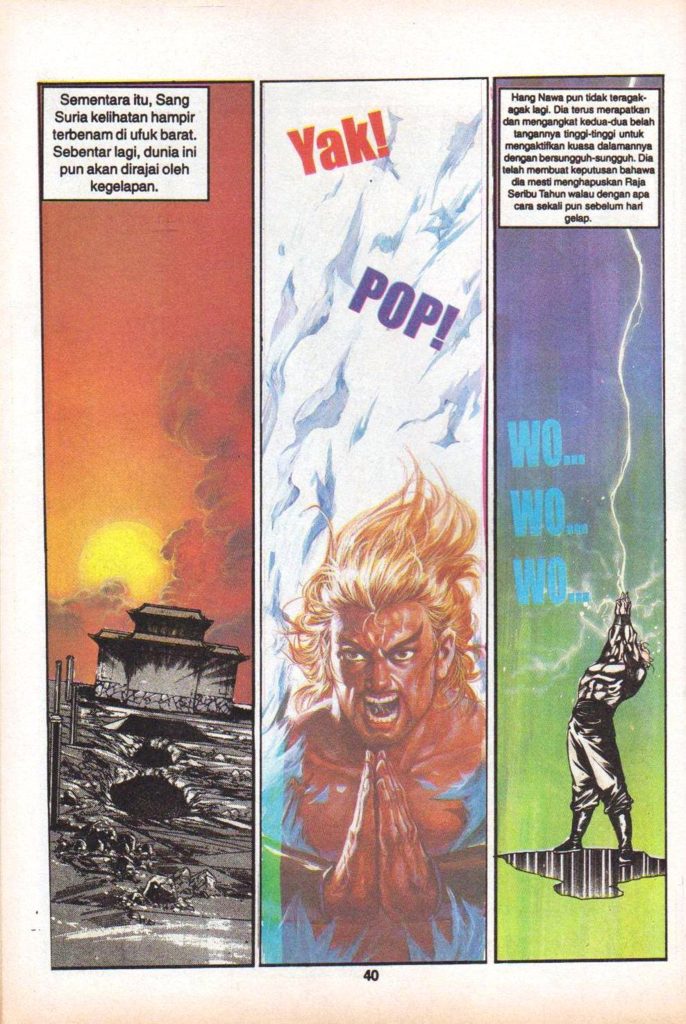 Sementara itu, Sang
Suria kelihatan hampir
terbenam di ufuk barat.
Sebentar lagi, dunia ini
pun akan dirajai oleh
kegelapan.
Yak!
POP!
Hang Nawa pun tidak teragak-
agak lagi. Dia terus merapatkan
dan mengangkat kedua-dua belah
tangannya tinggi-tinggi untuk
mengaktifkan kuasa dalamannya
dengan bersungguh-sungguh. Dia
telah membuat keputusan bahawa
dia mesti menghapuskan Raja
Seribu Tahun walau dengan apa
cara sekali pun sebelum hari
gelap.
WO...
WO...
WO...
40